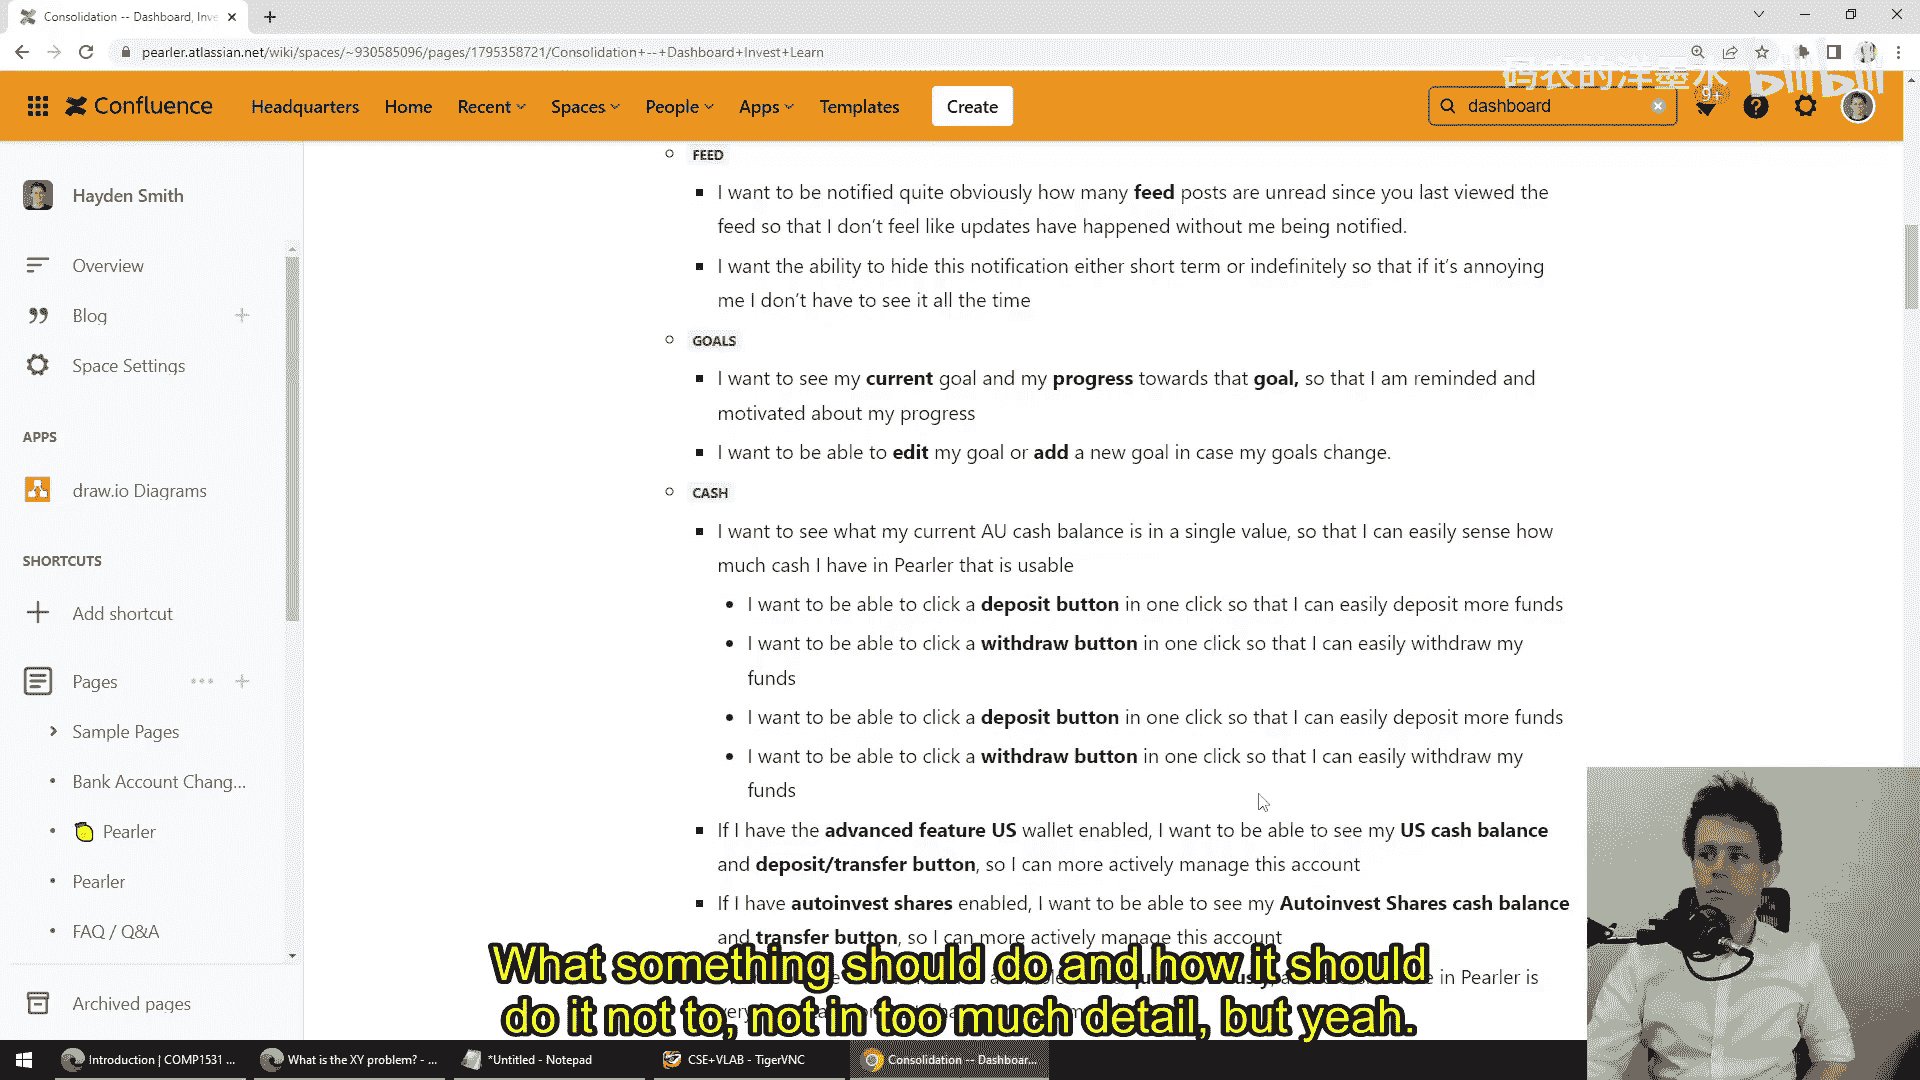 Consolidation -- Dashboard, Inve
pearler.atlassian.net/wiki/spaces/~930585096/pages/1795358721/Consolidation+--+Dashboard+Invest+Learn
码农的洋墨水 bilibili
Confluence
Headquarters
Home
Recent
Spaces
People
Apps
Templates
Create
dashboard
9+
Hayden Smith
Overview
Blog
Space Settings
APPS
draw.io Diagrams
SHORTCUTS
Add shortcut
Pages
Sample Pages
Bank Account Chang...
Pearler
Pearler
FAQ / Q&A
Archived pages
FEED
I want to be notified quite obviously how many feed posts are unread since you last viewed the
feed so that I don’t feel like updates have happened without me being notified.
I want the ability to hide this notification either short term or indefinitely so that if it’s annoying
me I don’t have to see it all the time
GOALS
I want to see my current goal and my progress towards that goal, so that I am reminded and
motivated about my progress
I want to be able to edit my goal or add a new goal in case my goals change.
CASH
I want to see what my current AU cash balance is in a single value, so that I can easily sense how
much cash I have in Pearler that is usable
I want to be able to click a deposit button in one click so that I can easily deposit more funds
I want to be able to click a withdraw button in one click so that I can easily withdraw my
funds
I want to be able to click a deposit button in one click so that I can easily deposit more funds
I want to be able to click a withdraw button in one click so that I can easily withdraw my
funds
If I have the advanced feature US wallet enabled, I want to be able to see my US cash balance
and deposit/transfer button, so I can more actively manage this account
If I have autoinvest shares enabled, I want to be able to see my Autoinvest Shares cash balance
and transfer button, so I can more actively manage this account
in Pearler is
What something should do and how it should
do it not to, not in too much detail, but yeah.
Introduction | COMP1531 ...
What is the XY problem? - ...
*Untitled - Notepad
CSE+VLAB - TigerVNC
Consolidation -- Dashboar...